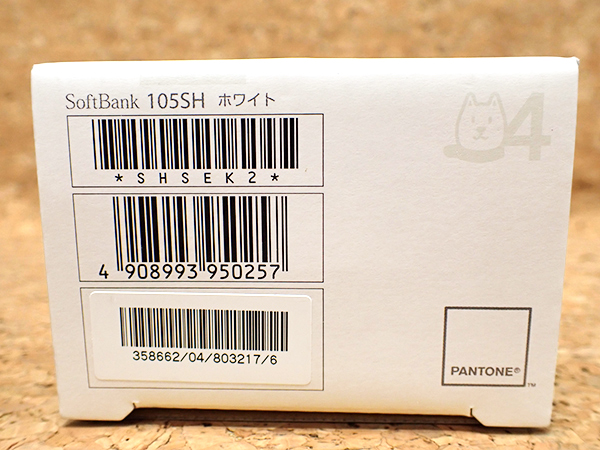 SoftBank 105SH ホワイト
4
*SHSEK2*
4 908993 950257
358662/04/803217/6
PANTONE®
™